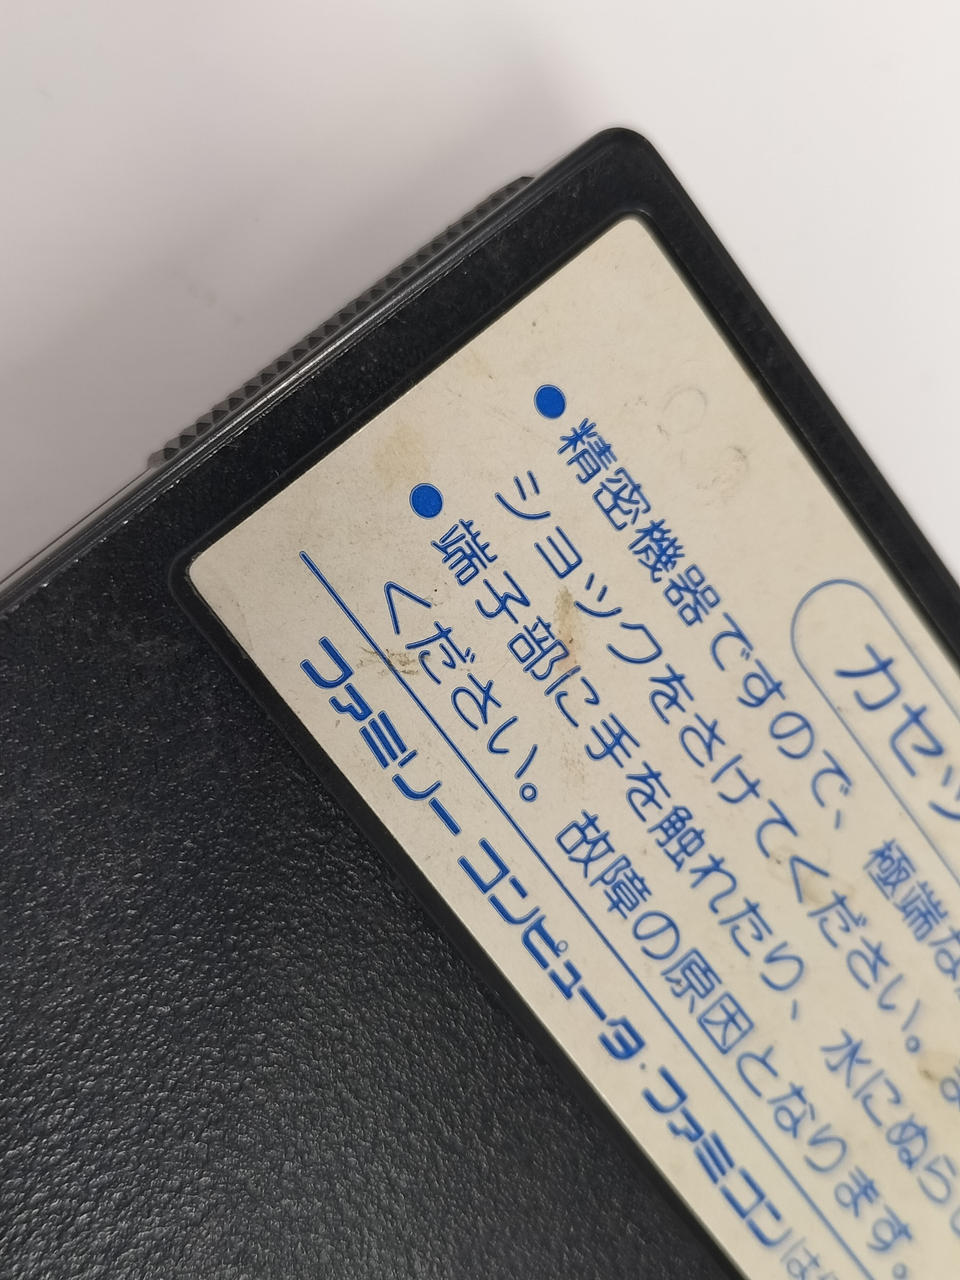 カセッ
●精密機器ですので、極端な
ショックをさけてください。ま
●端子部に手を触れたり、水にぬら
ください。故障の原因となります。
ファミリー コンピュータ・ファミコンは